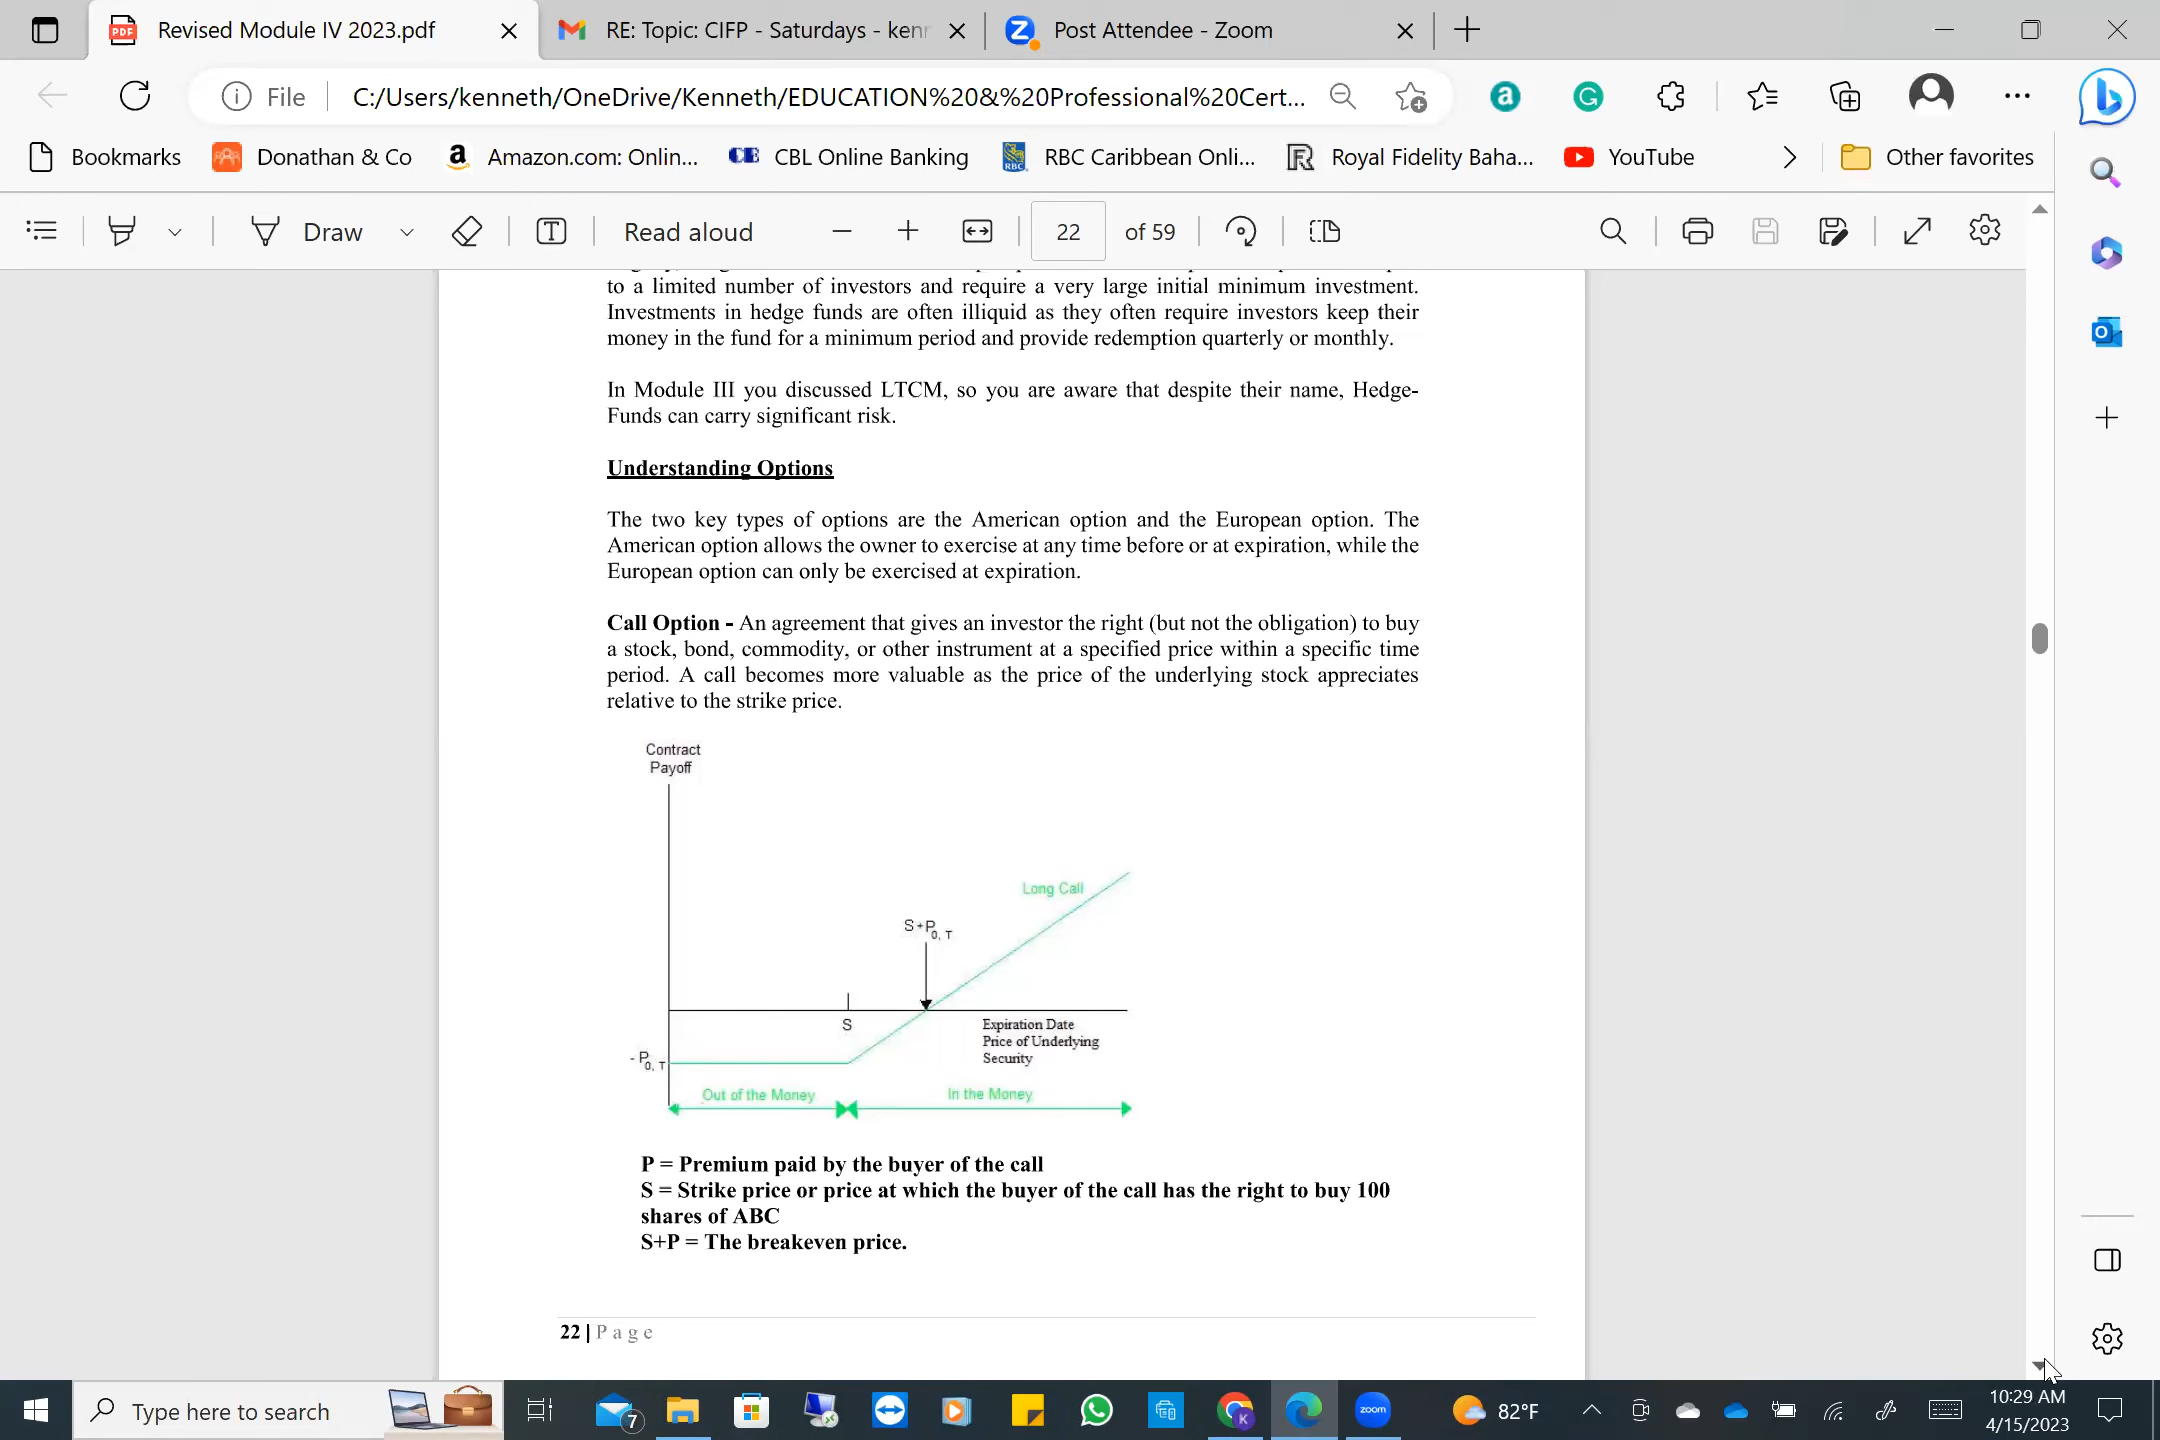 Revised Module IV 2023.pdf
RE: Topic: CIFP - Saturdays - ken
Post Attendee - Zoom
File
C:/Users/kenneth/OneDrive/Kenneth/EDUCATION%20&%20Professional%20Cert...
Bookmarks
Donathan & Co
Amazon.com: Onlin...
CBL Online Banking
RBC Caribbean Onli...
Royal Fidelity Baha...
YouTube
Other favorites
Draw
Read aloud
22
of 59
to a limited number of investors and require a very large initial minimum investment.
Investments in hedge funds are often illiquid as they often require investors keep their
money in the fund for a minimum period and provide redemption quarterly or monthly.
In Module III you discussed LTCM, so you are aware that despite their name, Hedge-
Funds can carry significant risk.
Understanding Options
The two key types of options are the American option and the European option. The
American option allows the owner to exercise at any time before or at expiration, while the
European option can only be exercised at expiration.
Call Option - An agreement that gives an investor the right (but not the obligation) to buy
a stock, bond, commodity, or other instrument at a specified price within a specific time
period. A call becomes more valuable as the price of the underlying stock appreciates
relative to the strike price.
Contract
Payoff
Long Call
S+P0, T
S
Expiration Date
Price of Underlying
Security
- P0, T
Out of the Money
In the Money
P = Premium paid by the buyer of the call
S = Strike price or price at which the buyer of the call has the right to buy 100
shares of ABC
S+P = The breakeven price.
22 | Page
Type here to search
7
zoom
82°F
10:29 AM
4/15/2023